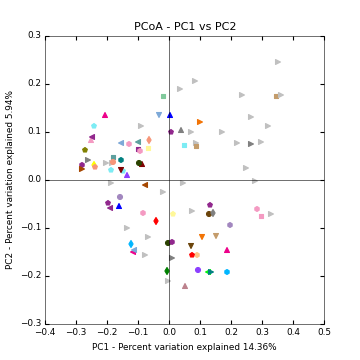 PCoA - PC1 vs PC2
0.3
0.2
0.1
0.0
−0.1
−0.2
−0.3
−0.4 −0.3 −0.2 −0.1 0.0 0.1 0.2 0.3 0.4 0.5
PC1 - Percent variation explained 14.36%
PC2 - Percent variation explained 5.94%